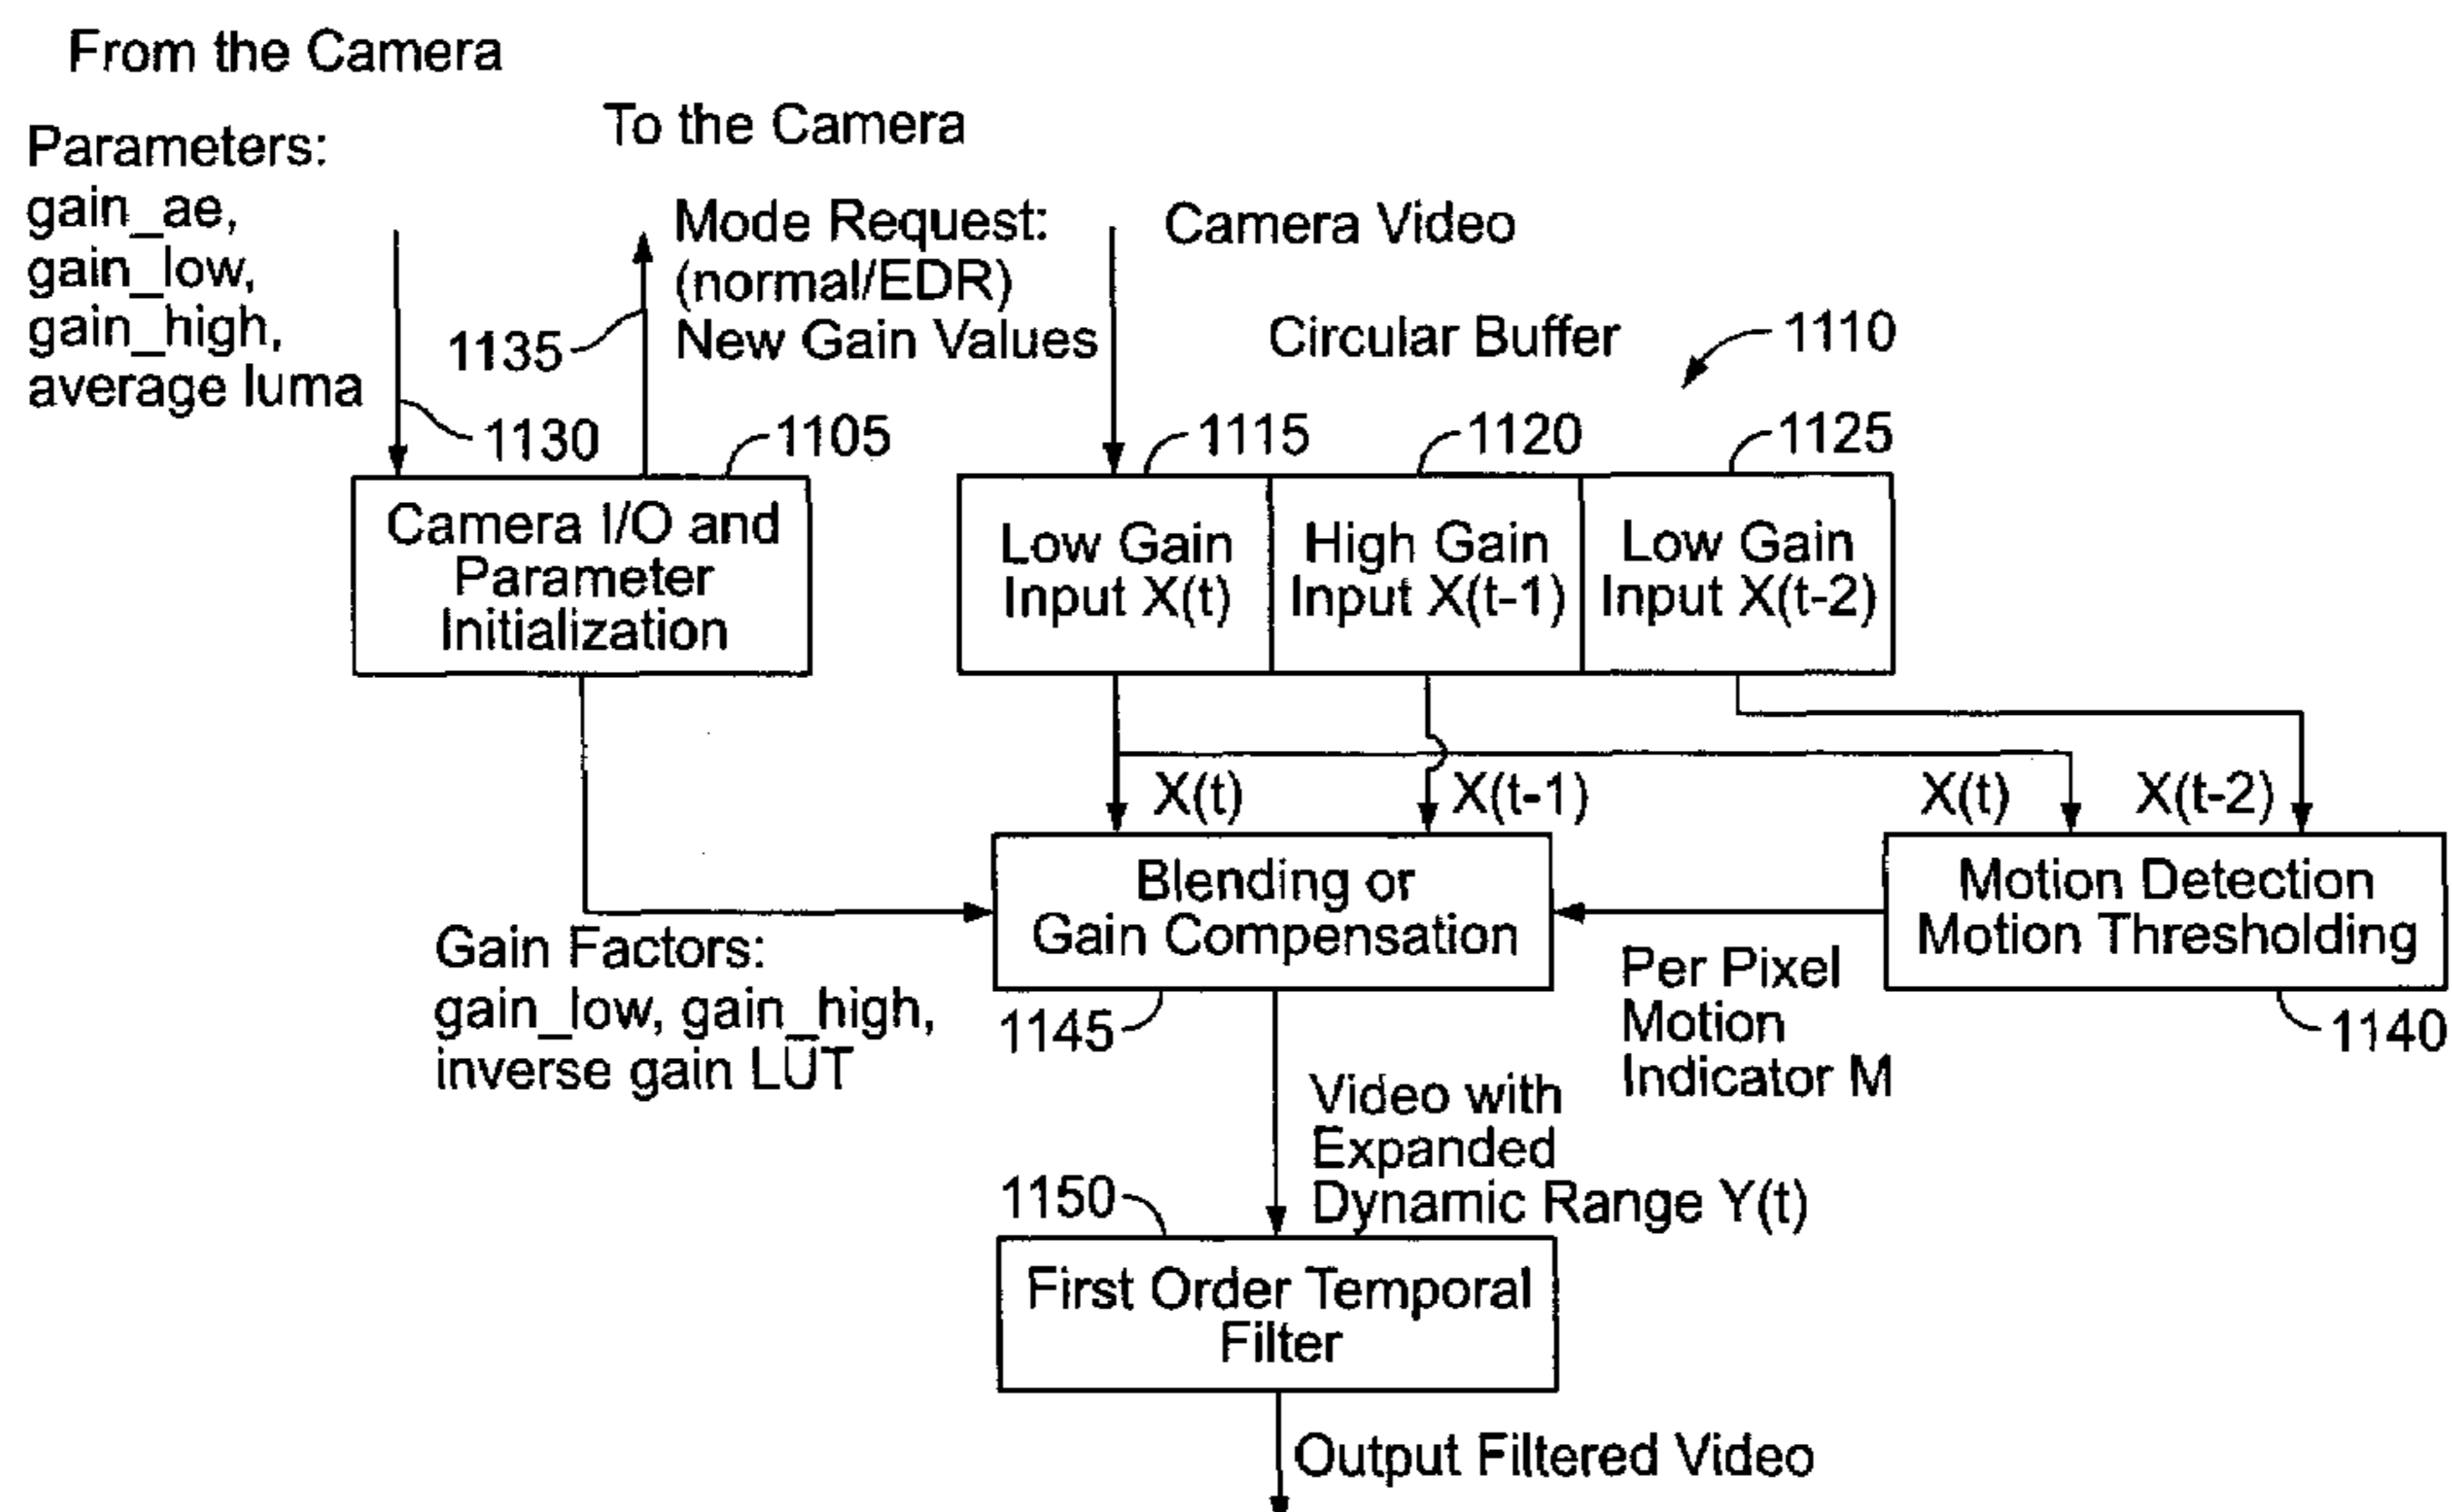 From the Camera
Parameters:
gain_ae,
gain_low,
gain_high,
average luma
1130
To the Camera
Mode Request:
(normal/EDR)
New Gain Values
1135
1105
Camera Video
Circular Buffer
1110
1115
1120
1125
Camera I/O and
Parameter
Initialization
Low Gain
Input X(t)
High Gain
Input X(t-1)
Low Gain
Input X(t-2)
X(t)
X(t-1)
X(t)
X(t-2)
Blending or
Gain Compensation
1145
Motion Detection
Motion Thresholding
1140
Gain Factors:
gain_low, gain_high,
inverse gain LUT
Per Pixel
Motion
Indicator M
Video with
Expanded
Dynamic Range Y(t)
1150
First Order Temporal
Filter
Output Filtered Video